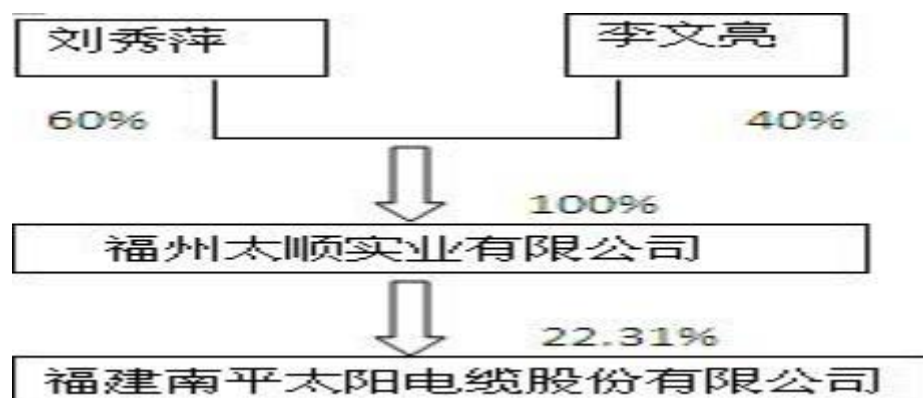 刘秀萍
李文亮
60%
40%
100%
福州太顺实业有限公司
22.31%
福建南平太阳电缆股份有限公司